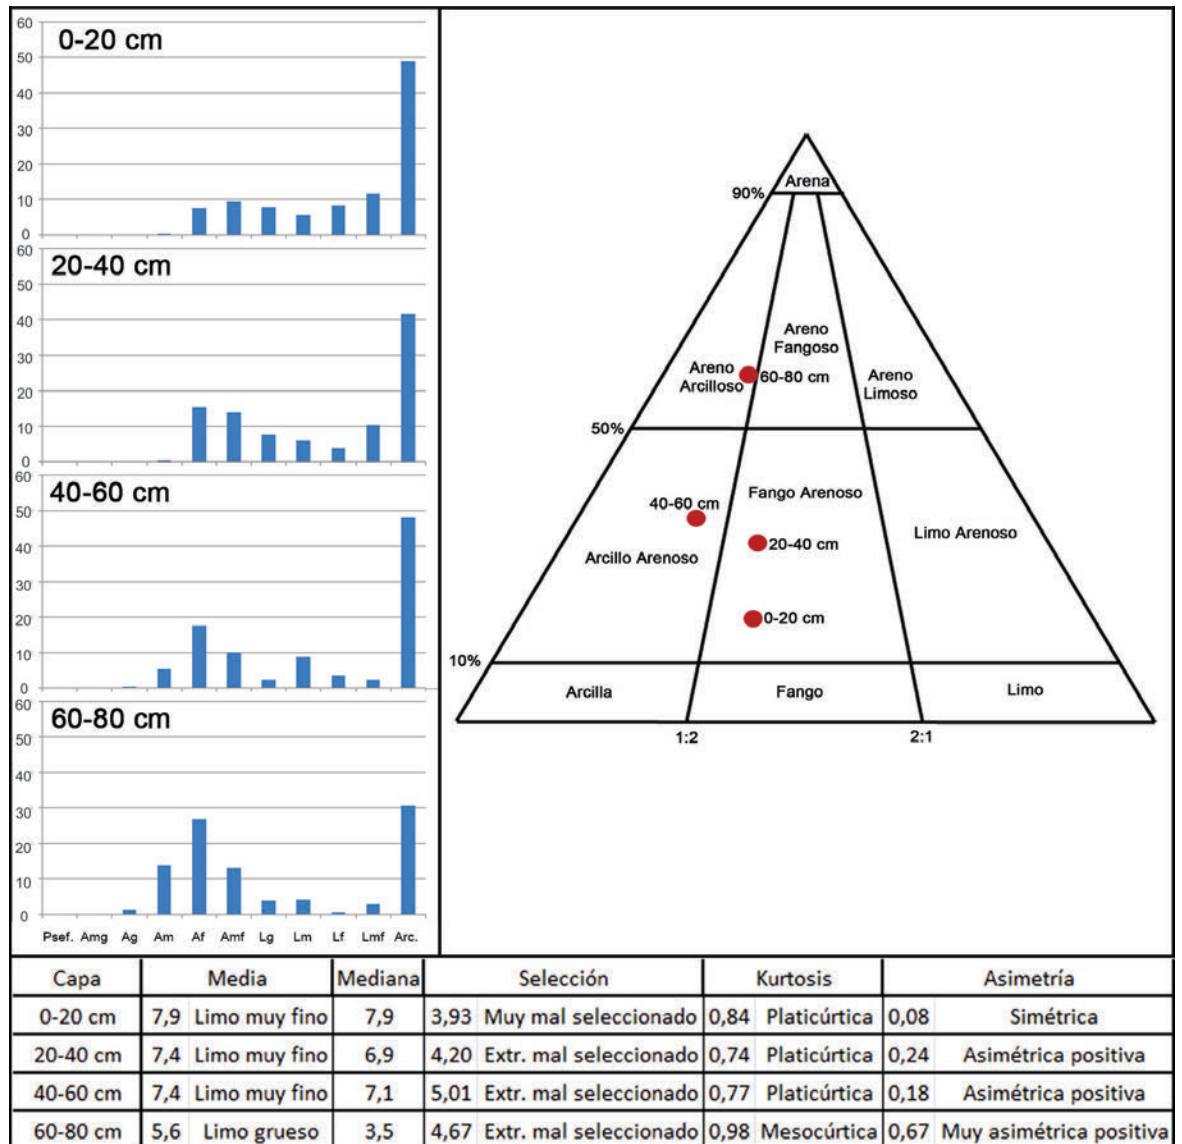 0-20 cm
60
50
40
30
20
10
0
20-40 cm
60
50
40
30
20
10
0
40-60 cm
60
50
40
30
20
10
0
60-80 cm
60
50
40
30
20
10
0
Psef. Amg Ag Am Af Amf Lg Lm Lf Lmf Arc.
Arena
90%
Areno
Fangoso
Areno
Arcilloso
60-80 cm
Areno
Limoso
50%
40-60 cm
Fango Arenoso
20-40 cm
Limo Arenoso
Arcillo Arenoso
0-20 cm
10%
Arcilla Fango Limo
1:2 2:1
Capa Media Mediana Selección Kurtosis Asimetría
0-20 cm 7,9 Limo muy fino 7,9 3,93 Muy mal seleccionado 0,84 Platicúrtica 0,08 Simétrica
20-40 cm 7,4 Limo muy fino 6,9 4,20 Extr. mal seleccionado 0,74 Platicúrtica 0,24 Asimétrica positiva
40-60 cm 7,4 Limo muy fino 7,1 5,01 Extr. mal seleccionado 0,77 Platicúrtica 0,18 Asimétrica positiva
60-80 cm 5,6 Limo grueso 3,5 4,67 Extr. mal seleccionado 0,98 Mesocúrtica 0,67 Muy asimétrica positiva